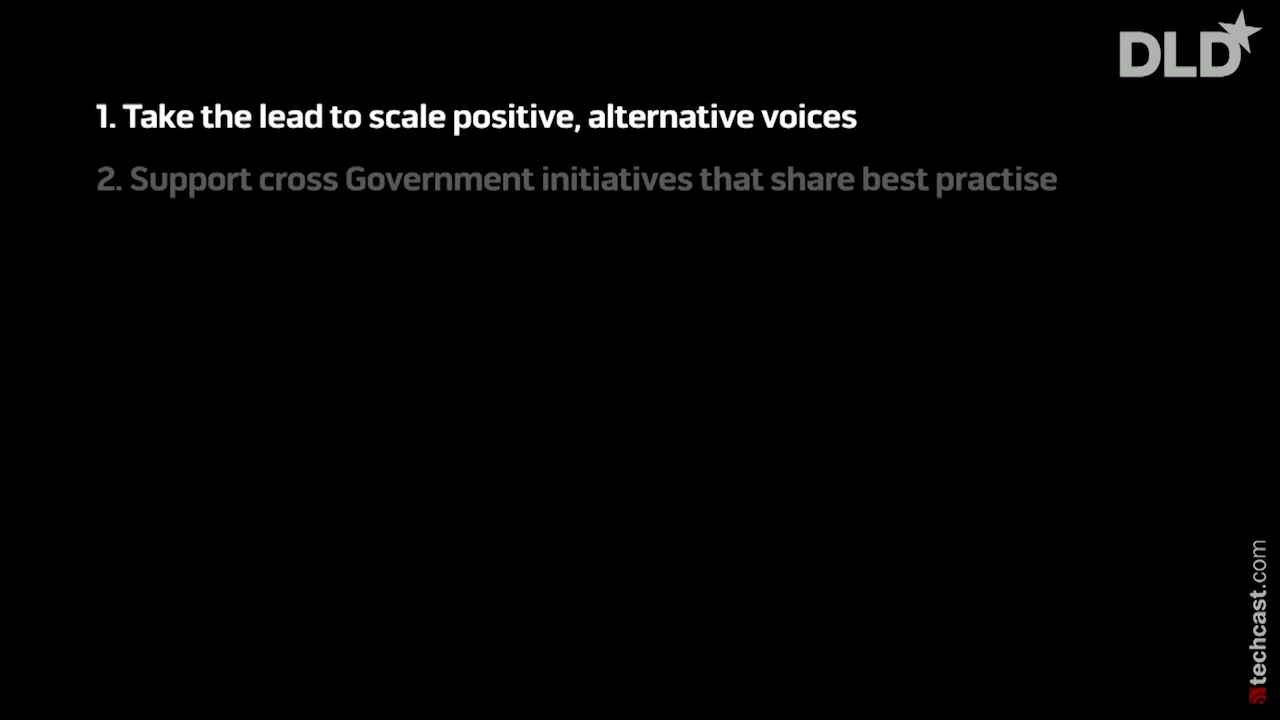 DLD
1. Take the lead to scale positive, alternative voices
2. Support cross Government initiatives that share best practise
techcast.com